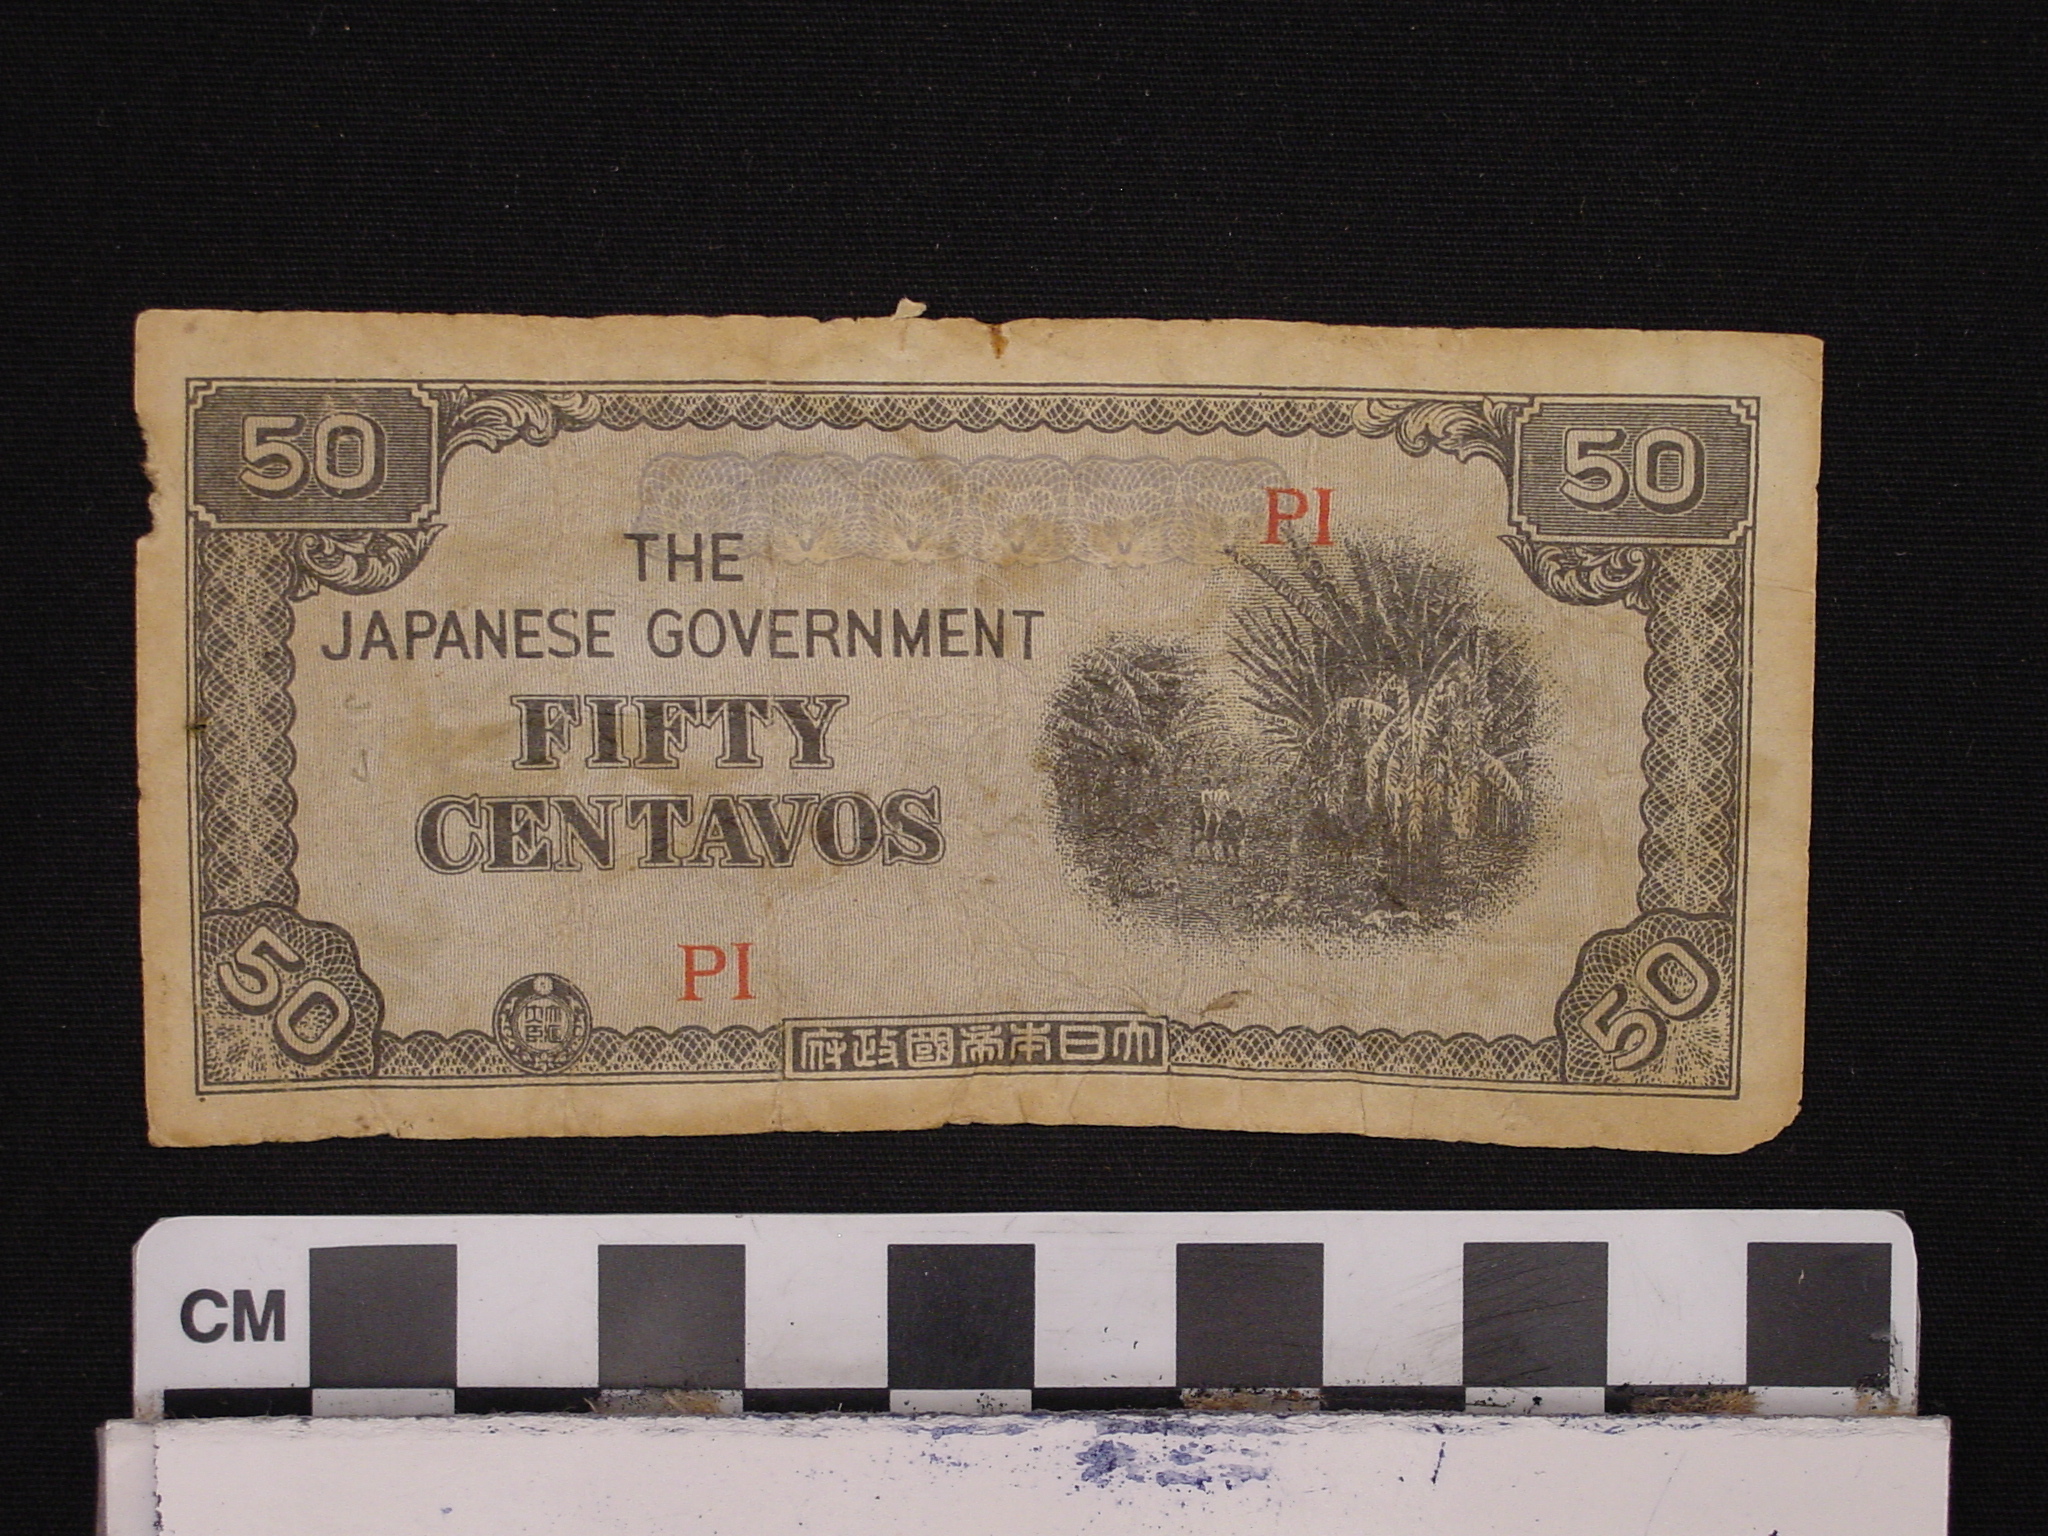 50
50
PI
THE
JAPANESE GOVERNMENT
FIFTY
CENTAVOS
PI
50
50
府政國帝本日大
CM